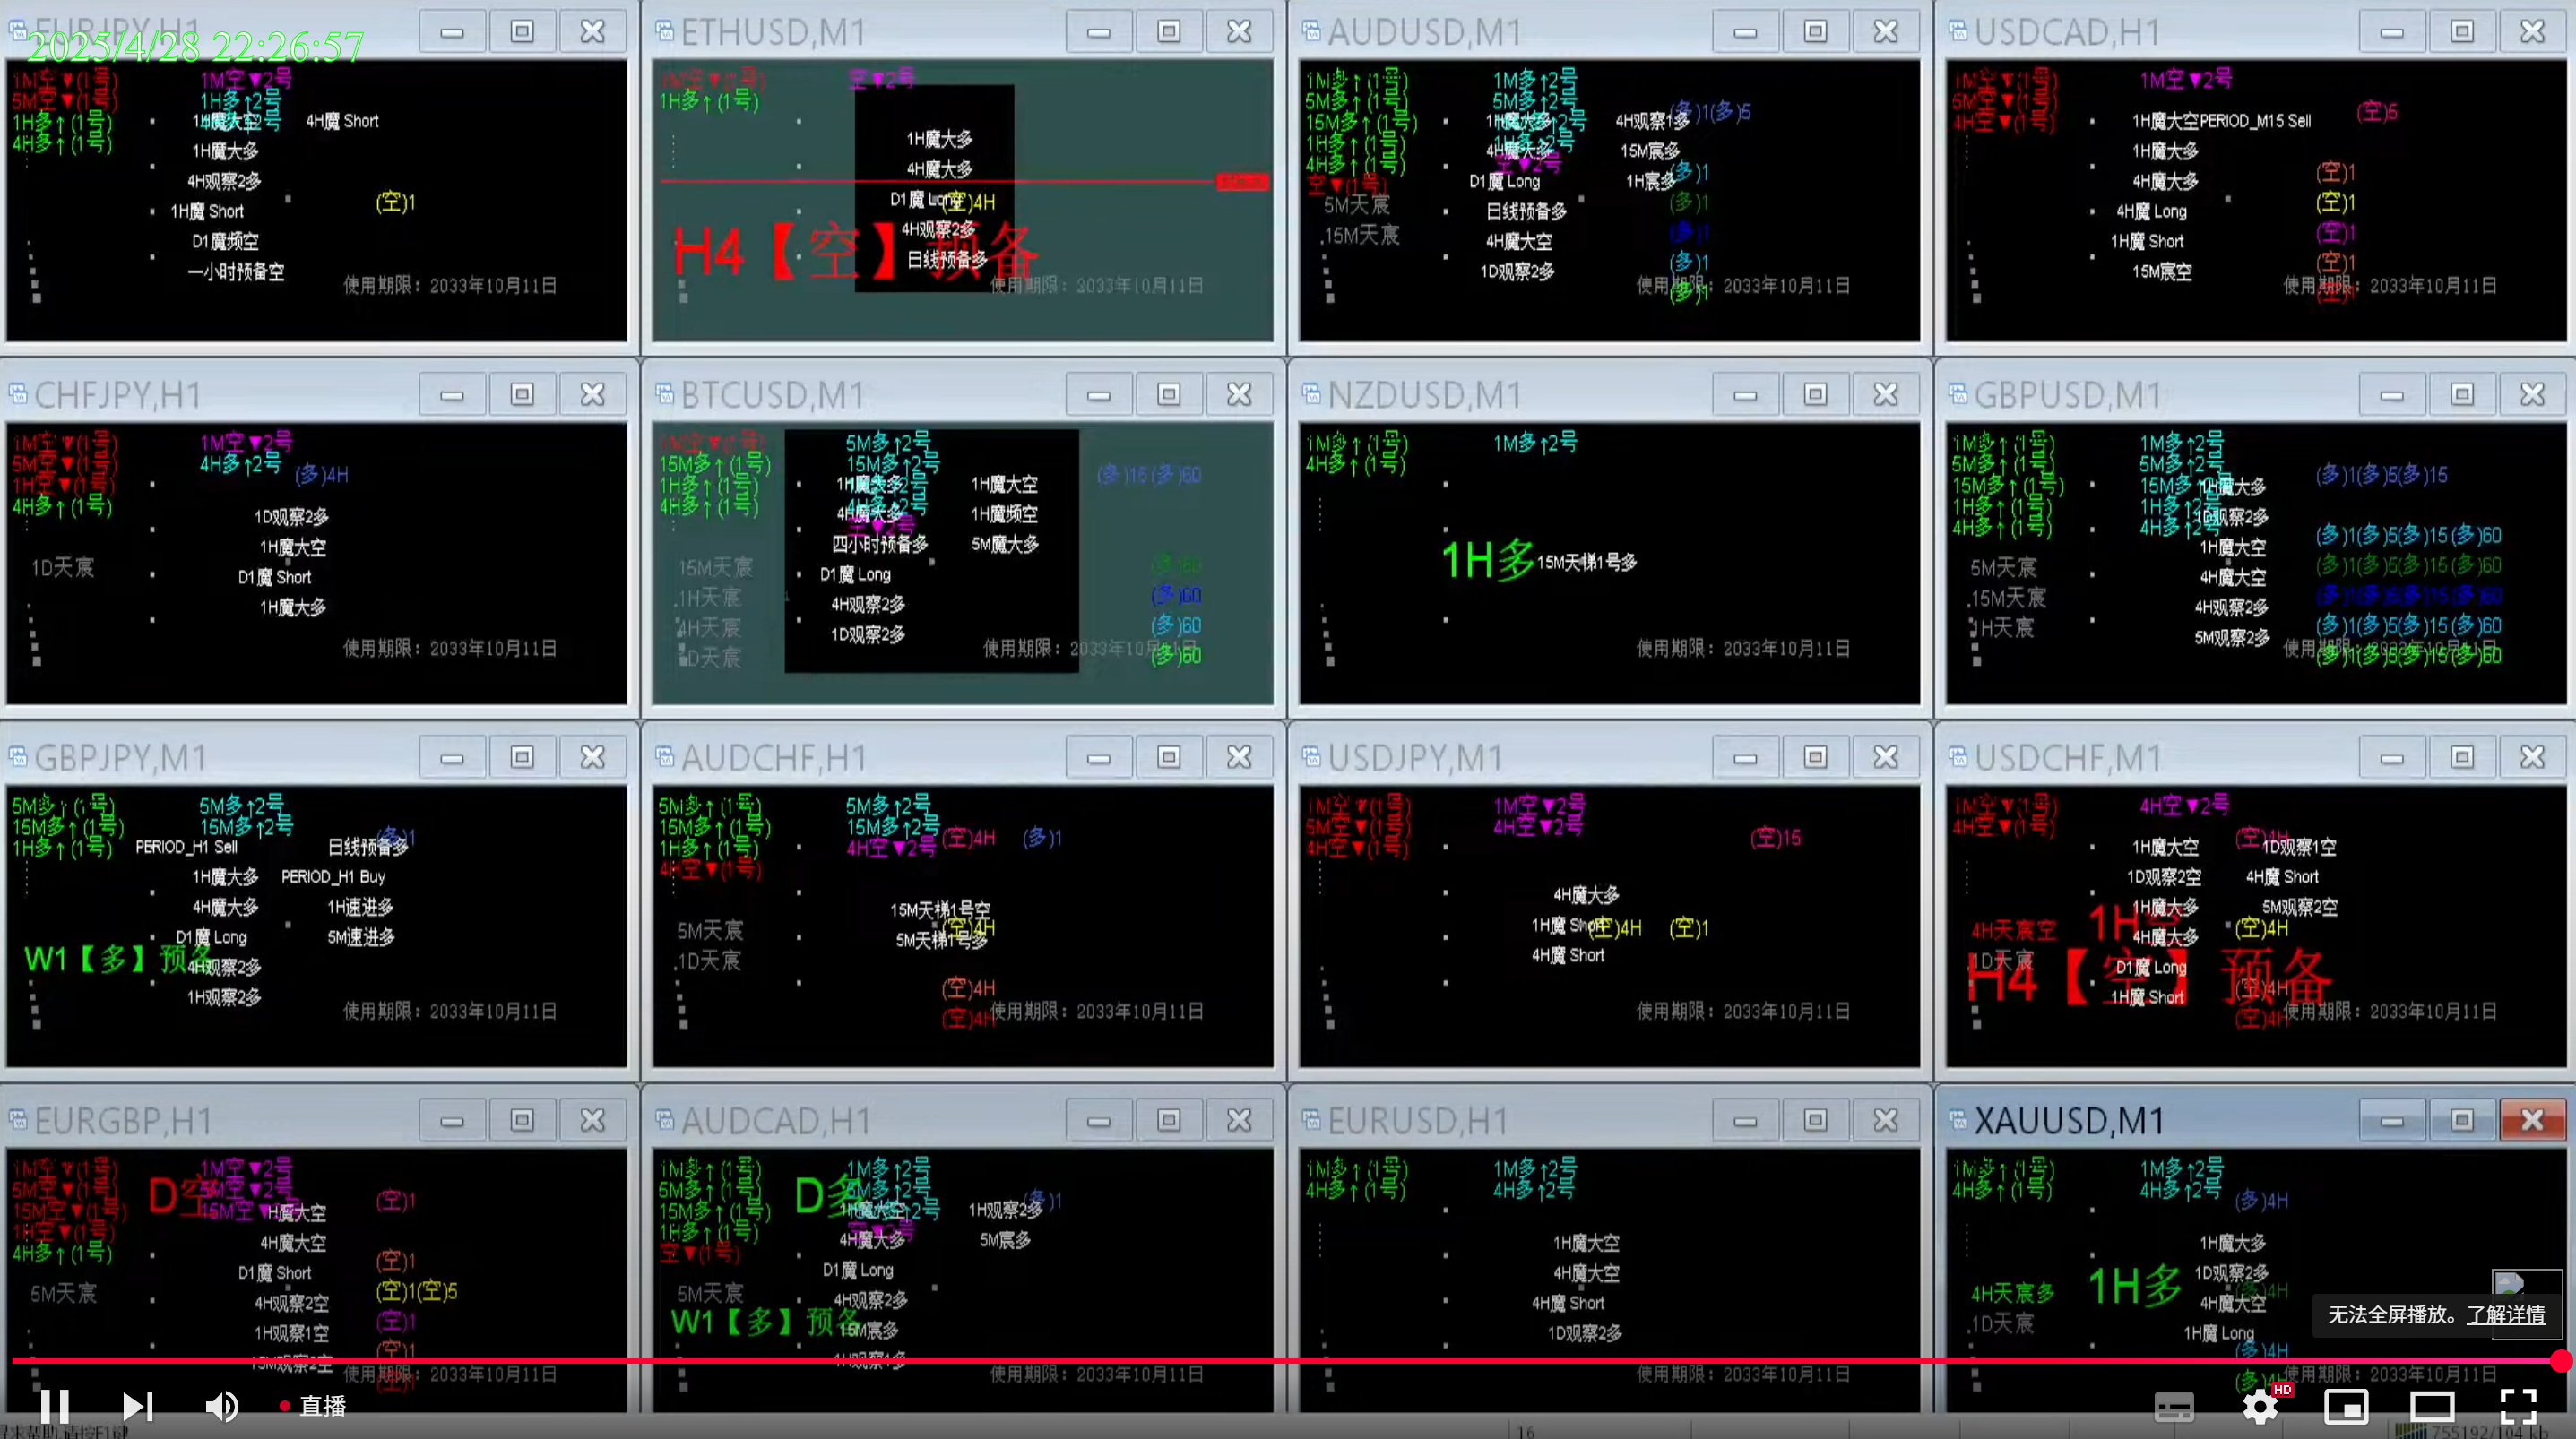 EURJPY,H1
2025/4/28 22:26:57
1M空▼(1号)
5M空▼(1号)
1H多↑(1号)
4H多↑(1号)
1M空▼2号
1H多↑2号
1H魔大空
4H魔 Short
1H魔大多
4H观察2多
1H魔 Short
(空)1
D1魔频空
一小时预备空
使用期限：2033年10月11日
ETHUSD,M1
1H多↑(1号)
空▼2号
1H魔大多
4H魔大多
D1魔 Long
(空)4H
4H观察2多
H4【空】预备
日线预备多
使用期限：2033年10月11日
AUDUSD,M1
1M多↑(1号)
5M多↑(1号)
15M多↑(1号)
1H多↑(1号)
4H多↑(1号)
空▼(1号)
5M天宸
15M天宸
1M多↑2号
5M多↑2号
1H魔大多
4H魔大多
空▼2号
D1魔 Long
日线预备多
4H魔大空
1D观察2多
(多)1(多)5
4H观察1多
15M宸多
1H宸多
(多)1
(多)1
(多)1
(多)1
(多)1
使用期限：2033年10月11日
USDCAD,H1
1M空▼(1号)
5M空▼(1号)
4H空▼(1号)
1M空▼2号
(空)5
1H魔大空PERIOD_M15 Sell
1H魔大多
4H魔大多
4H魔 Long
1H魔 Short
15M宸空
(空)1
(空)1
(空)1
(空)1
使用期限：2033年10月11日
CHFJPY,H1
1M空▼(1号)
5M空▼(1号)
1H空▼(1号)
4H多↑(1号)
1M空▼2号
4H多↑2号
(多)4H
1D观察2多
1H魔大空
1D天宸
D1魔 Short
1H魔大多
使用期限：2033年10月11日
BTCUSD,M1
1M空▼(1号)
15M多↑(1号)
1H多↑(1号)
4H多↑(1号)
5M多↑2号
15M多↑2号
1H魔大多
4H魔大多
空▼2号
四小时预备多
D1魔 Long
4H观察2多
1D观察2多
1H魔大空
1H魔频空
5M魔大多
(多)15(多)60
15M天宸
1H天宸
4H天宸
D天宸
(多)60
(多)60
(多)60
(多)60
使用期限：2033年10月11日
NZDUSD,M1
1M多↑(1号)
4H多↑(1号)
1M多↑2号
1H多
15M天梯1号多
使用期限：2033年10月11日
GBPUSD,M1
1M多↑(1号)
5M多↑(1号)
15M多↑(1号)
1H多↑(1号)
4H多↑(1号)
1M多↑2号
5M多↑2号
15M多↑2号
1H多↑2号
4H多↑2号
1H魔大多
1D观察2多
1H魔大空
4H魔大空
4H观察2多
5M观察2多
5M天宸
15M天宸
1H天宸
(多)1(多)5(多)15
(多)1(多)5(多)15(多)60
(多)1(多)5(多)15(多)60
(多)1(多)5(多)15(多)60
(多)1(多)5(多)15(多)60
(多)1(多)5(多)15(多)60
GBPJPY,M1
5M多↑(1号)
15M多↑(1号)
1H多↑(1号)
5M多↑2号
15M多↑2号
(多)1
PERIOD_H1 Sell
日线预备多
1H魔大多
PERIOD_H1 Buy
4H魔大多
1H速进多
D1魔 Long
5M速进多
W1【多】预备
4H观察2多
1H观察2多
使用期限：2033年10月11日
AUDCHF,H1
5M多↑(1号)
15M多↑(1号)
1H多↑(1号)
4H空▼(1号)
5M多↑2号
15M多↑2号
4H空▼2号
(空)4H
(多)1
15M天梯1号空
(空)4H
5M天梯1号多
5M天宸
1D天宸
(空)4H
(空)4H
使用期限：2033年10月11日
USDJPY,M1
1M空▼(1号)
5M空▼(1号)
4H空▼(1号)
1M空▼2号
4H空▼2号
(空)15
4H魔大多
1H魔 Short
(空)4H
(空)1
4H魔 Short
使用期限：2033年10月11日
USDCHF,M1
1M空▼(1号)
4H空▼(1号)
4H空▼2号
(空)4H
1H魔大空
1D观察1空
1D观察2空
4H魔 Short
1H魔大多
5M观察2空
4H天宸空
1H空
4H魔大多
(空)4H
1D天宸
D1魔 Long
H4【空】预备
1H魔 Short
(空)4H
(空)4H
使用期限：2033年10月11日
EURGBP,H1
1M空▼(1号)
5M空▼(1号)
15M空▼(1号)
1H空▼(1号)
4H多↑(1号)
D空
1M空▼2号
5M空▼2号
15M空▼
H魔大空
4H魔大空
D1魔 Short
4H观察2空
1H观察1空
15M观察2空
5M天宸
(空)1
(空)1
(空)1(空)5
(空)1
(空)1
使用期限：2033年10月11日
AUDCAD,H1
1M多↑(1号)
5M多↑(1号)
15M多↑(1号)
1H多↑(1号)
空▼(1号)
D多
1M多↑2号
5M多↑2号
1H观察2多
(多)1
4H魔大多
5M宸多
D1魔 Long
5M天宸
4H观察2多
W1【多】预备
15M宸多
4H观察1多
使用期限：2033年10月11日
EURUSD,H1
1M多↑(1号)
4H多↑(1号)
1M多↑2号
4H多↑2号
1H魔大空
4H魔大空
4H魔 Short
1D观察2多
使用期限：2033年10月11日
XAUUSD,M1
1M多↑(1号)
4H多↑(1号)
1M多↑2号
4H多↑2号
(多)4H
1H魔大多
1D观察2多
4H天宸多
1H多
(多)4H
4H魔大空
1D天宸
1H魔 Long
(多)4H
使用期限：2033年10月11日
无法全屏播放。了解详情
直播
HD
16
755192/104 kb